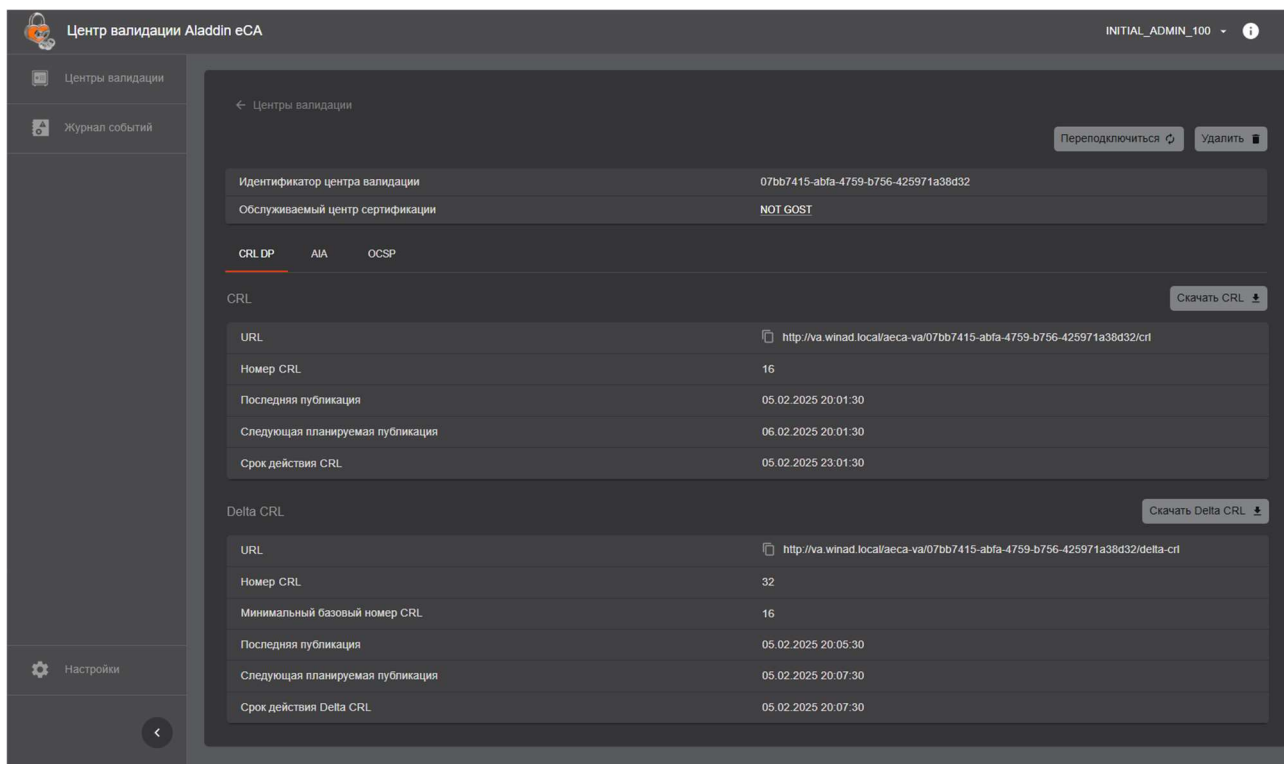 Центр валидации Aladdin eCA
INITIAL_ADMIN_100
Центры валидации
Журнал событий
Центры валидации
Переподключиться
Удалить
Идентификатор центра валидации 07bb7415-abfa-4759-b756-425971a38d32
Обслуживаемый центр сертификации NOT GOST
CRL DP AIA OCSP
CRL
Скачать CRL
URL http://va.winad.local/aeca-va/07bb7415-abfa-4759-b756-425971a38d32/crl
Номер CRL 16
Последняя публикация 05.02.2025 20:01:30
Следующая планируемая публикация 06.02.2025 20:01:30
Срок действия CRL 05.02.2025 23:01:30
Delta CRL
Скачать Delta CRL
URL http://va.winad.local/aeca-va/07bb7415-abfa-4759-b756-425971a38d32/delta-crl
Номер CRL 32
Минимальный базовый номер CRL 16
Последняя публикация 05.02.2025 20:05:30
Следующая планируемая публикация 05.02.2025 20:07:30
Срок действия Delta CRL 05.02.2025 20:07:30
Настройки